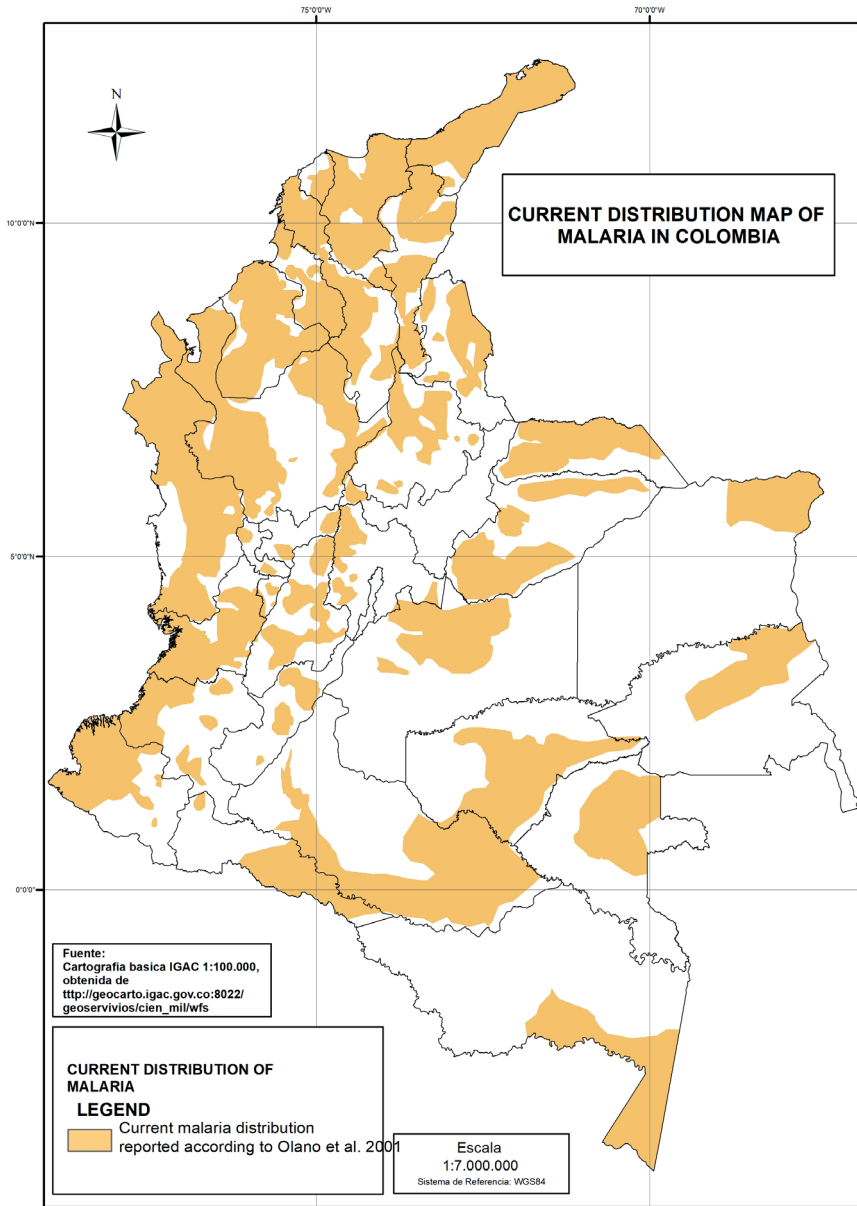 75°0'0"W
70°0'0"W
N
CURRENT DISTRIBUTION MAP OF
MALARIA IN COLOMBIA
10°0'0"N
5°0'0"N
0°0'0"
Fuente:
Cartografia basica IGAC 1:100.000,
obtenida de
tttp://geocarto.igac.gov.co:8022/
geoservivios/cien_mil/wfs
CURRENT DISTRIBUTION OF
MALARIA
LEGEND
Current malaria distribution
reported according to Olano et al. 2001
Escala
1:7.000.000
Sistema de Referencia: WGS84